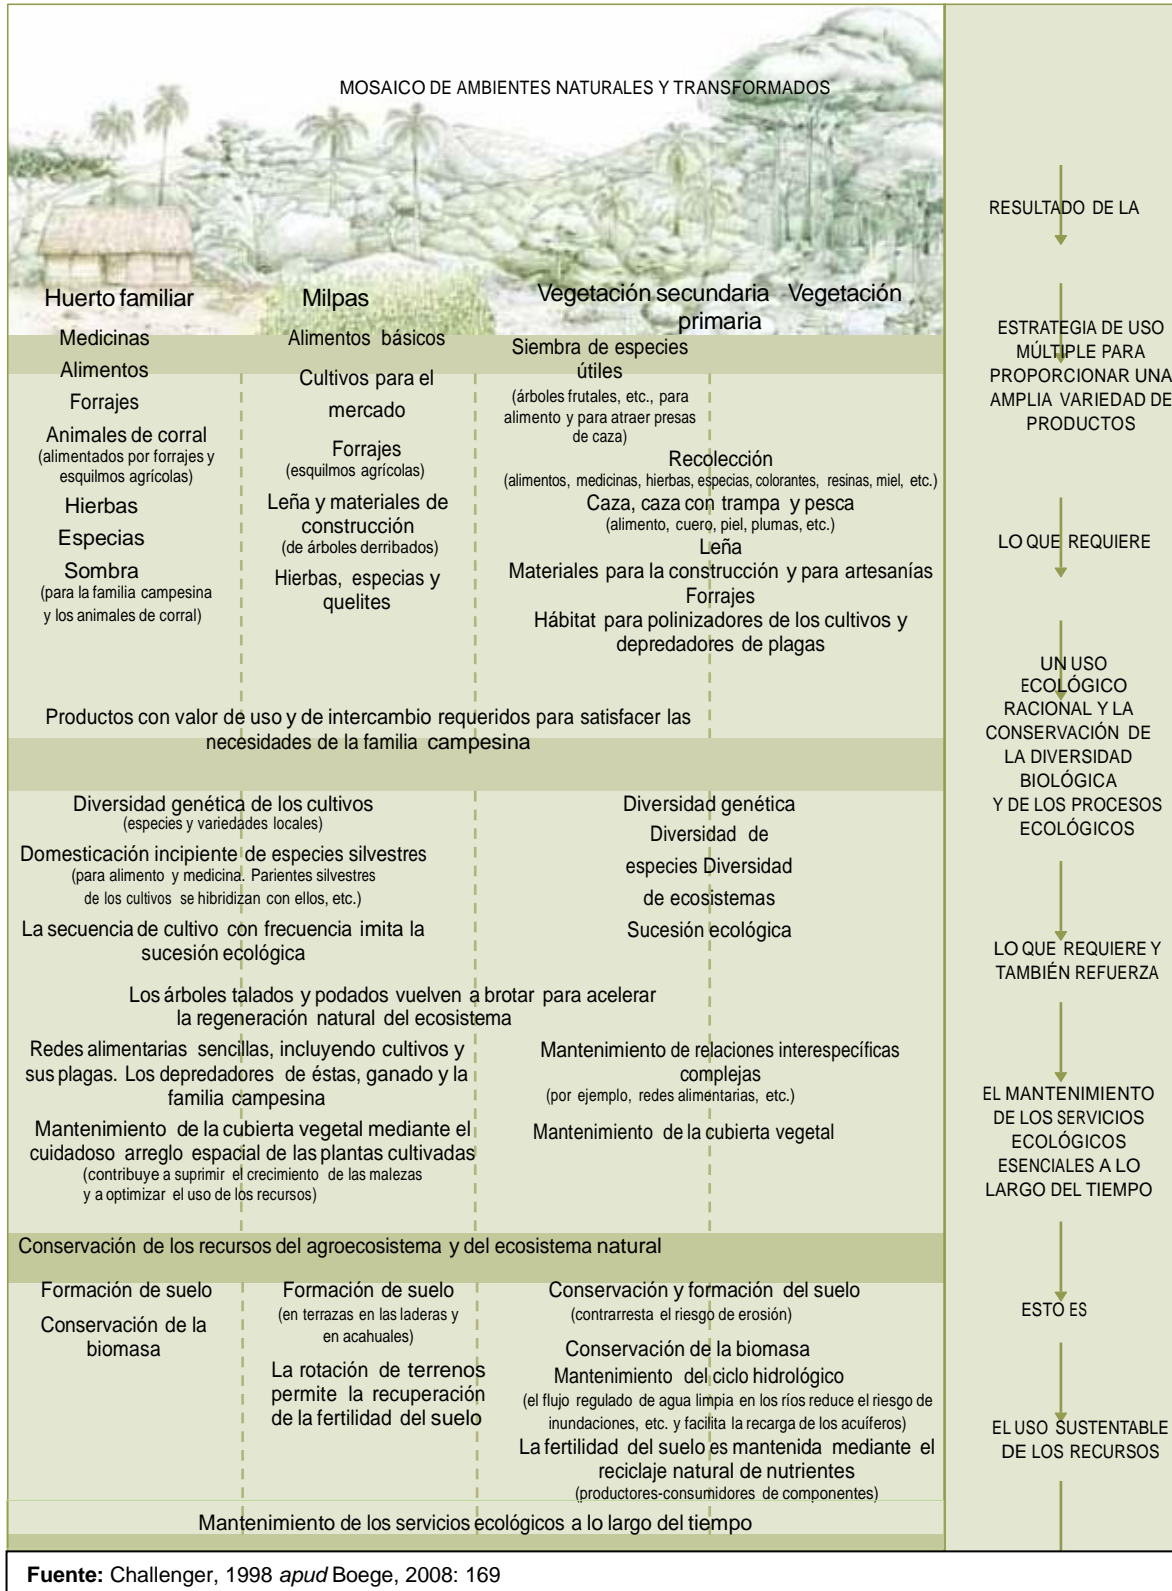 MOSAICO DE AMBIENTES NATURALES Y TRANSFORMADOS
Huerto familiar
Medicinas
Alimentos
Forrajes
Animales de corral
(alimentados por forrajes y
esquilmos agrícolas)
Hierbas
Especias
Sombra
(para la familia campesina
y los animales de corral)
Milpas
Alimentos básicos
Cultivos para el
mercado
Forrajes
(esquilmos agrícolas)
Leña y materiales de
construcción
(de árboles derribados)
Hierbas, especias y
quelites
Vegetación secundaria Vegetación
primaria
Siembra de especies
útiles
(árboles frutales, etc., para
alimento y para atraer presas
de caza)
Recolección
(alimentos, medicinas, hierbas, especias, colorantes, resinas, miel, etc.)
Caza, caza con trampa y pesca
(alimento, cuero, piel, plumas, etc.)
Leña
Materiales para la construcción y para artesanías
Forrajes
Hábitat para polinizadores de los cultivos y
depredadores de plagas
Productos con valor de uso y de intercambio requeridos para satisfacer las
necesidades de la familia campesina
Diversidad genética de los cultivos
(especies y variedades locales)
Domesticación incipiente de especies silvestres
(para alimento y medicina. Parientes silvestres
de los cultivos se hibridizan con ellos, etc.)
La secuencia de cultivo con frecuencia imita la
sucesión ecológica
Diversidad genética
Diversidad de
especies Diversidad
de ecosistemas
Sucesión ecológica
Los árboles talados y podados vuelven a brotar para acelerar
la regeneración natural del ecosistema
Redes alimentarias sencillas, incluyendo cultivos y
sus plagas. Los depredadores de éstas, ganado y la
familia campesina
Mantenimiento de la cubierta vegetal mediante el
cuidadoso arreglo espacial de las plantas cultivadas
(contribuye a suprimir el crecimiento de las malezas
y a optimizar el uso de los recursos)
Mantenimiento de relaciones interespecíficas
complejas
(por ejemplo, redes alimentarias, etc.)
Mantenimiento de la cubierta vegetal
Conservación de los recursos del agroecosistema y del ecosistema natural
Formación de suelo
Conservación de la
biomasa
Formación de suelo
(en terrazas en las laderas y
en acahuales)
La rotación de terrenos
permite la recuperación
de la fertilidad del suelo
Conservación y formación del suelo
(contrarresta el riesgo de erosión)
Conservación de la biomasa
Mantenimiento del ciclo hidrológico
(el flujo regulado de agua limpia en los ríos reduce el riesgo de
inundaciones, etc. y facilita la recarga de los acuíferos)
La fertilidad del suelo es mantenida mediante el
reciclaje natural de nutrientes
(productores-consumidores de componentes)
Mantenimiento de los servicios ecológicos a lo largo del tiempo
RESULTADO DE LA
ESTRATEGIA DE USO
MÚLTIPLE PARA
PROPORCIONAR UNA
AMPLIA VARIEDAD DE
PRODUCTOS
LO QUE REQUIERE
UN USO
ECOLÓGICO
RACIONAL Y LA
CONSERVACIÓN DE
LA DIVERSIDAD
BIOLÓGICA
Y DE LOS PROCESOS
ECOLÓGICOS
LO QUE REQUIERE Y
TAMBIÉN REFUERZA
EL MANTENIMIENTO
DE LOS SERVICIOS
ECOLÓGICOS
ESENCIALES A LO
LARGO DEL TIEMPO
ESTO ES
EL USO SUSTENTABLE
DE LOS RECURSOS
Fuente: Challenger, 1998 apud Boege, 2008: 169